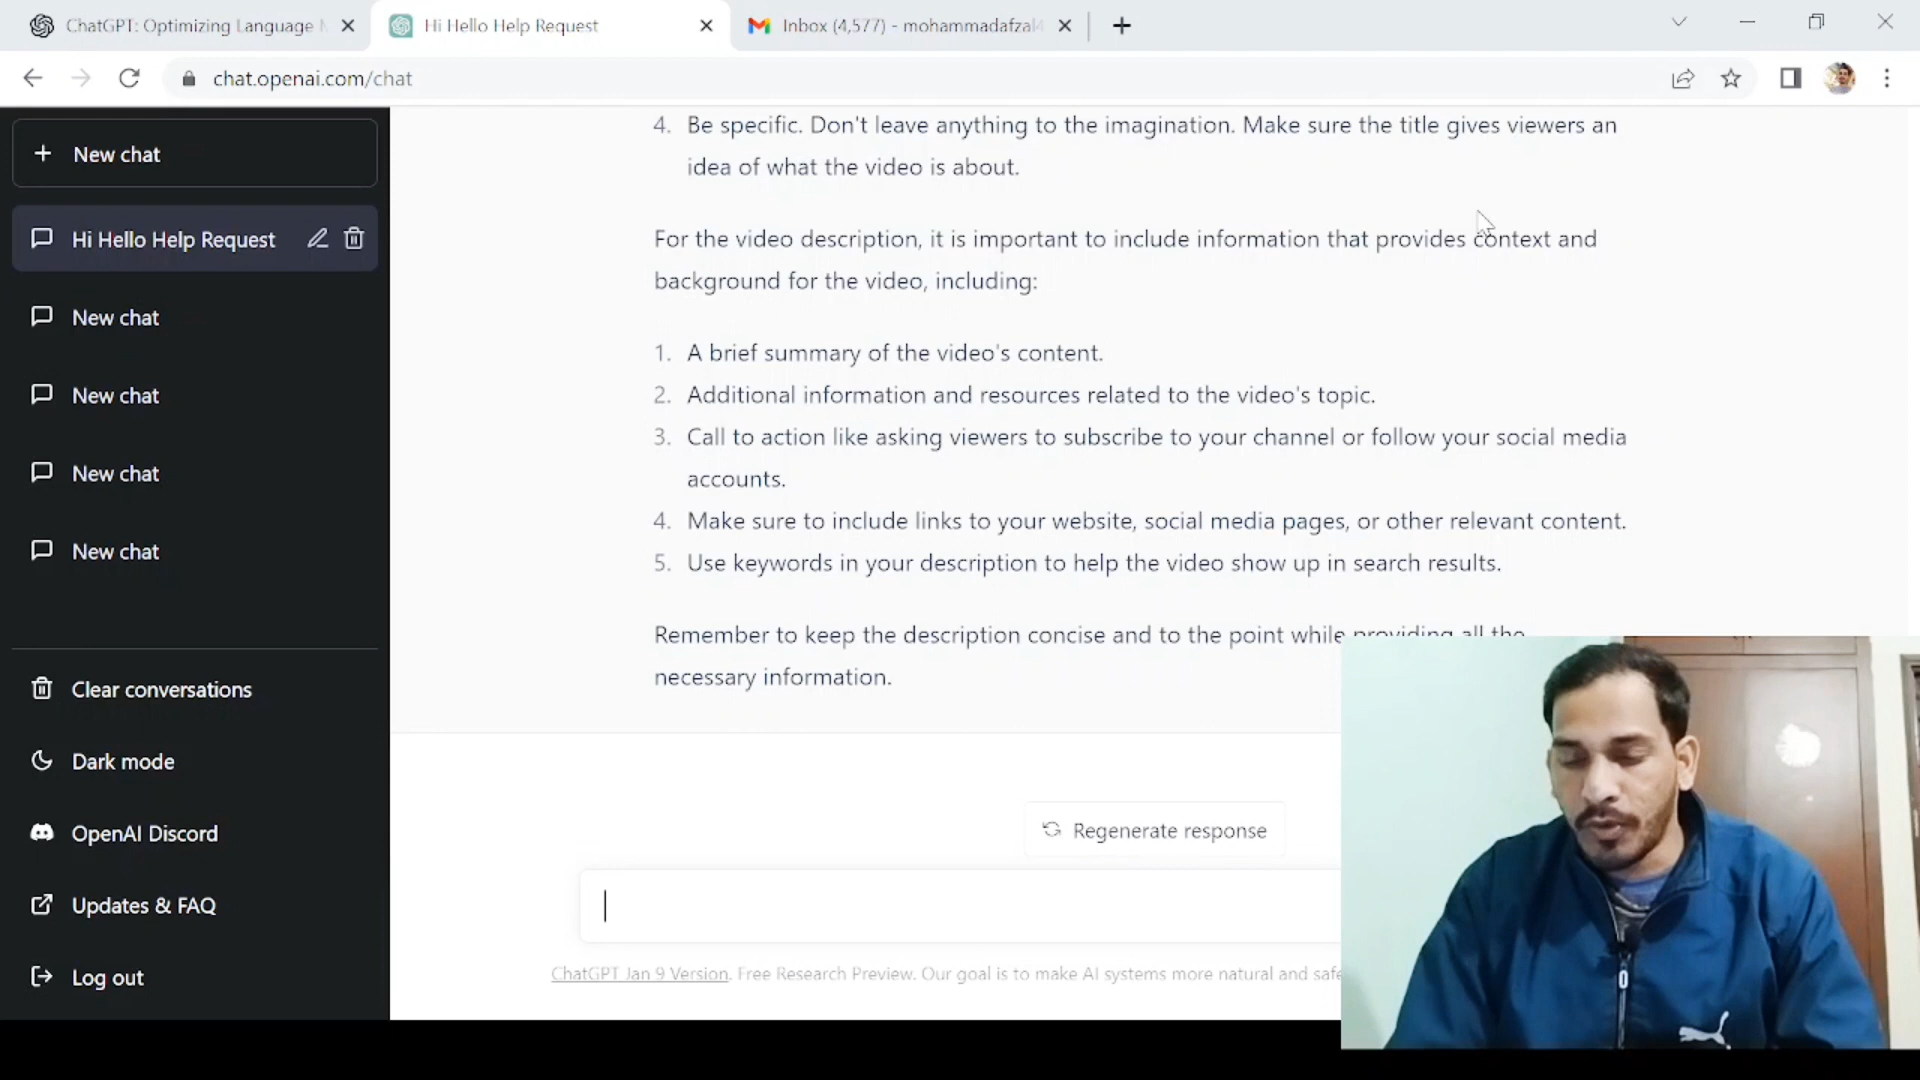 ChatGPT: Optimizing Language
Hi Hello Help Request
Inbox (4,577) - mohammadafzal
chat.openai.com/chat
New chat
Hi Hello Help Request
New chat
New chat
New chat
New chat
Clear conversations
Dark mode
OpenAI Discord
Updates & FAQ
Log out
4. Be specific. Don't leave anything to the imagination. Make sure the title gives viewers an
idea of what the video is about.
For the video description, it is important to include information that provides context and
background for the video, including:
1. A brief summary of the video's content.
2. Additional information and resources related to the video's topic.
3. Call to action like asking viewers to subscribe to your channel or follow your social media
accounts.
4. Make sure to include links to your website, social media pages, or other relevant content.
5. Use keywords in your description to help the video show up in search results.
Remember to keep the description concise and to the point while providing all the
necessary information.
Regenerate response
ChatGPT Jan 9 Version. Free Research Preview. Our goal is to make AI systems more natural and safe